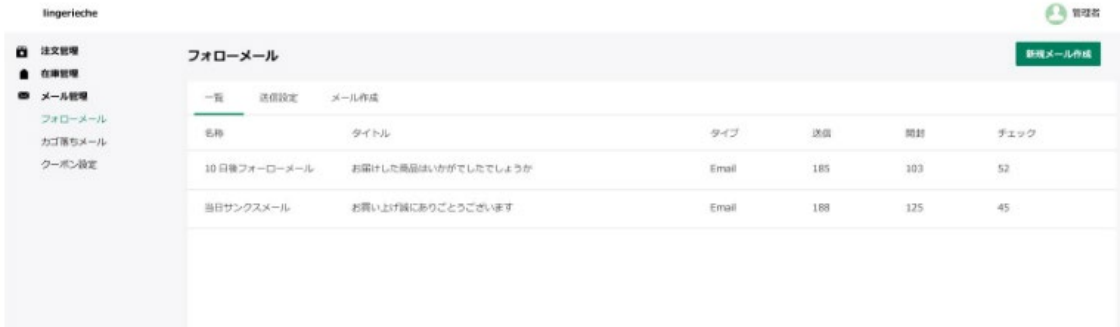 lingerieche
管理者
注文管理
在庫管理
メール管理
フォローメール
カゴ落ちメール
クーポン設定
フォローメール
新規メール作成
一覧 送信設定 メール作成
名称 タイトル タイプ 送信 開封 チェック
10日後フォーローメール お届けした商品はいかがでしたでしょうか Email 185 103 52
当日サンクスメール お買い上げ誠にありごとうございます Email 188 125 45